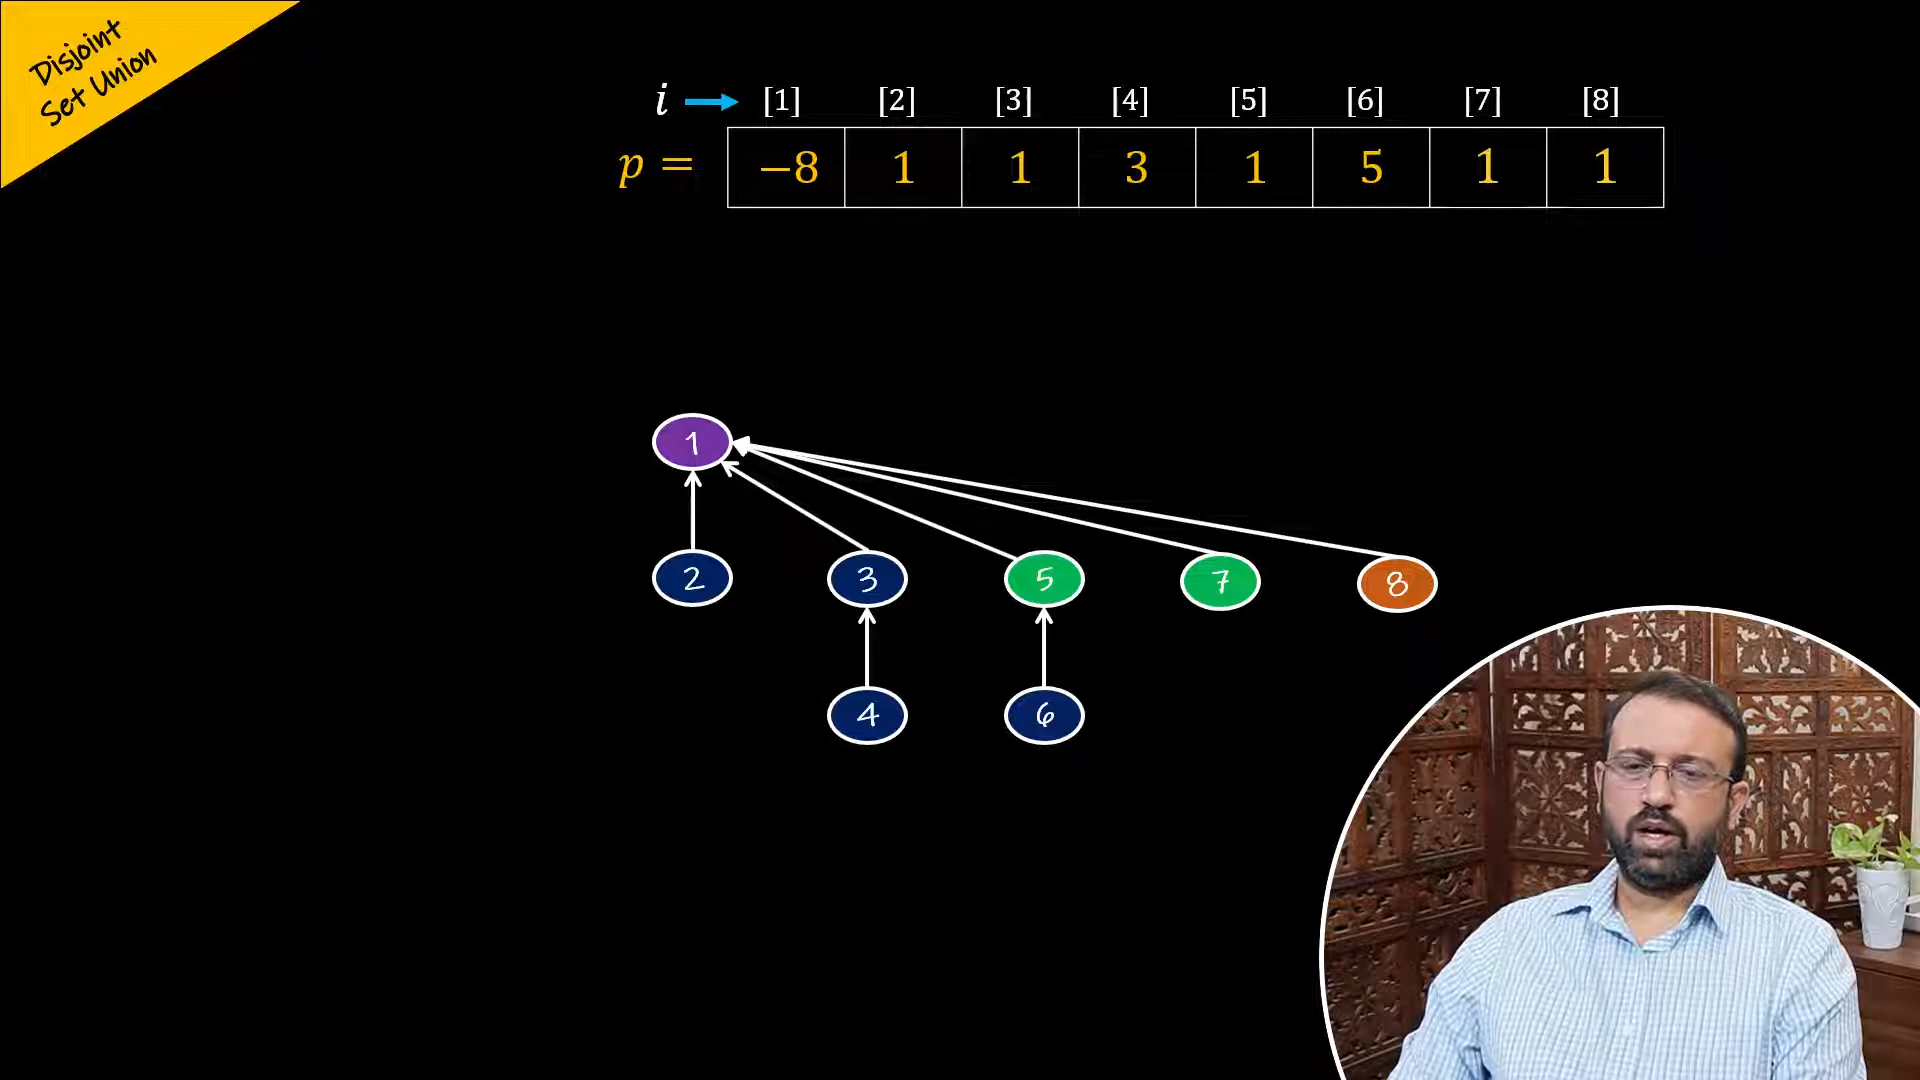 Disjoint
Set Union
i [1] [2] [3] [4] [5] [6] [7] [8]
p = −8 1 1 3 1 5 1 1
1
2 3 5 7 8
4 6